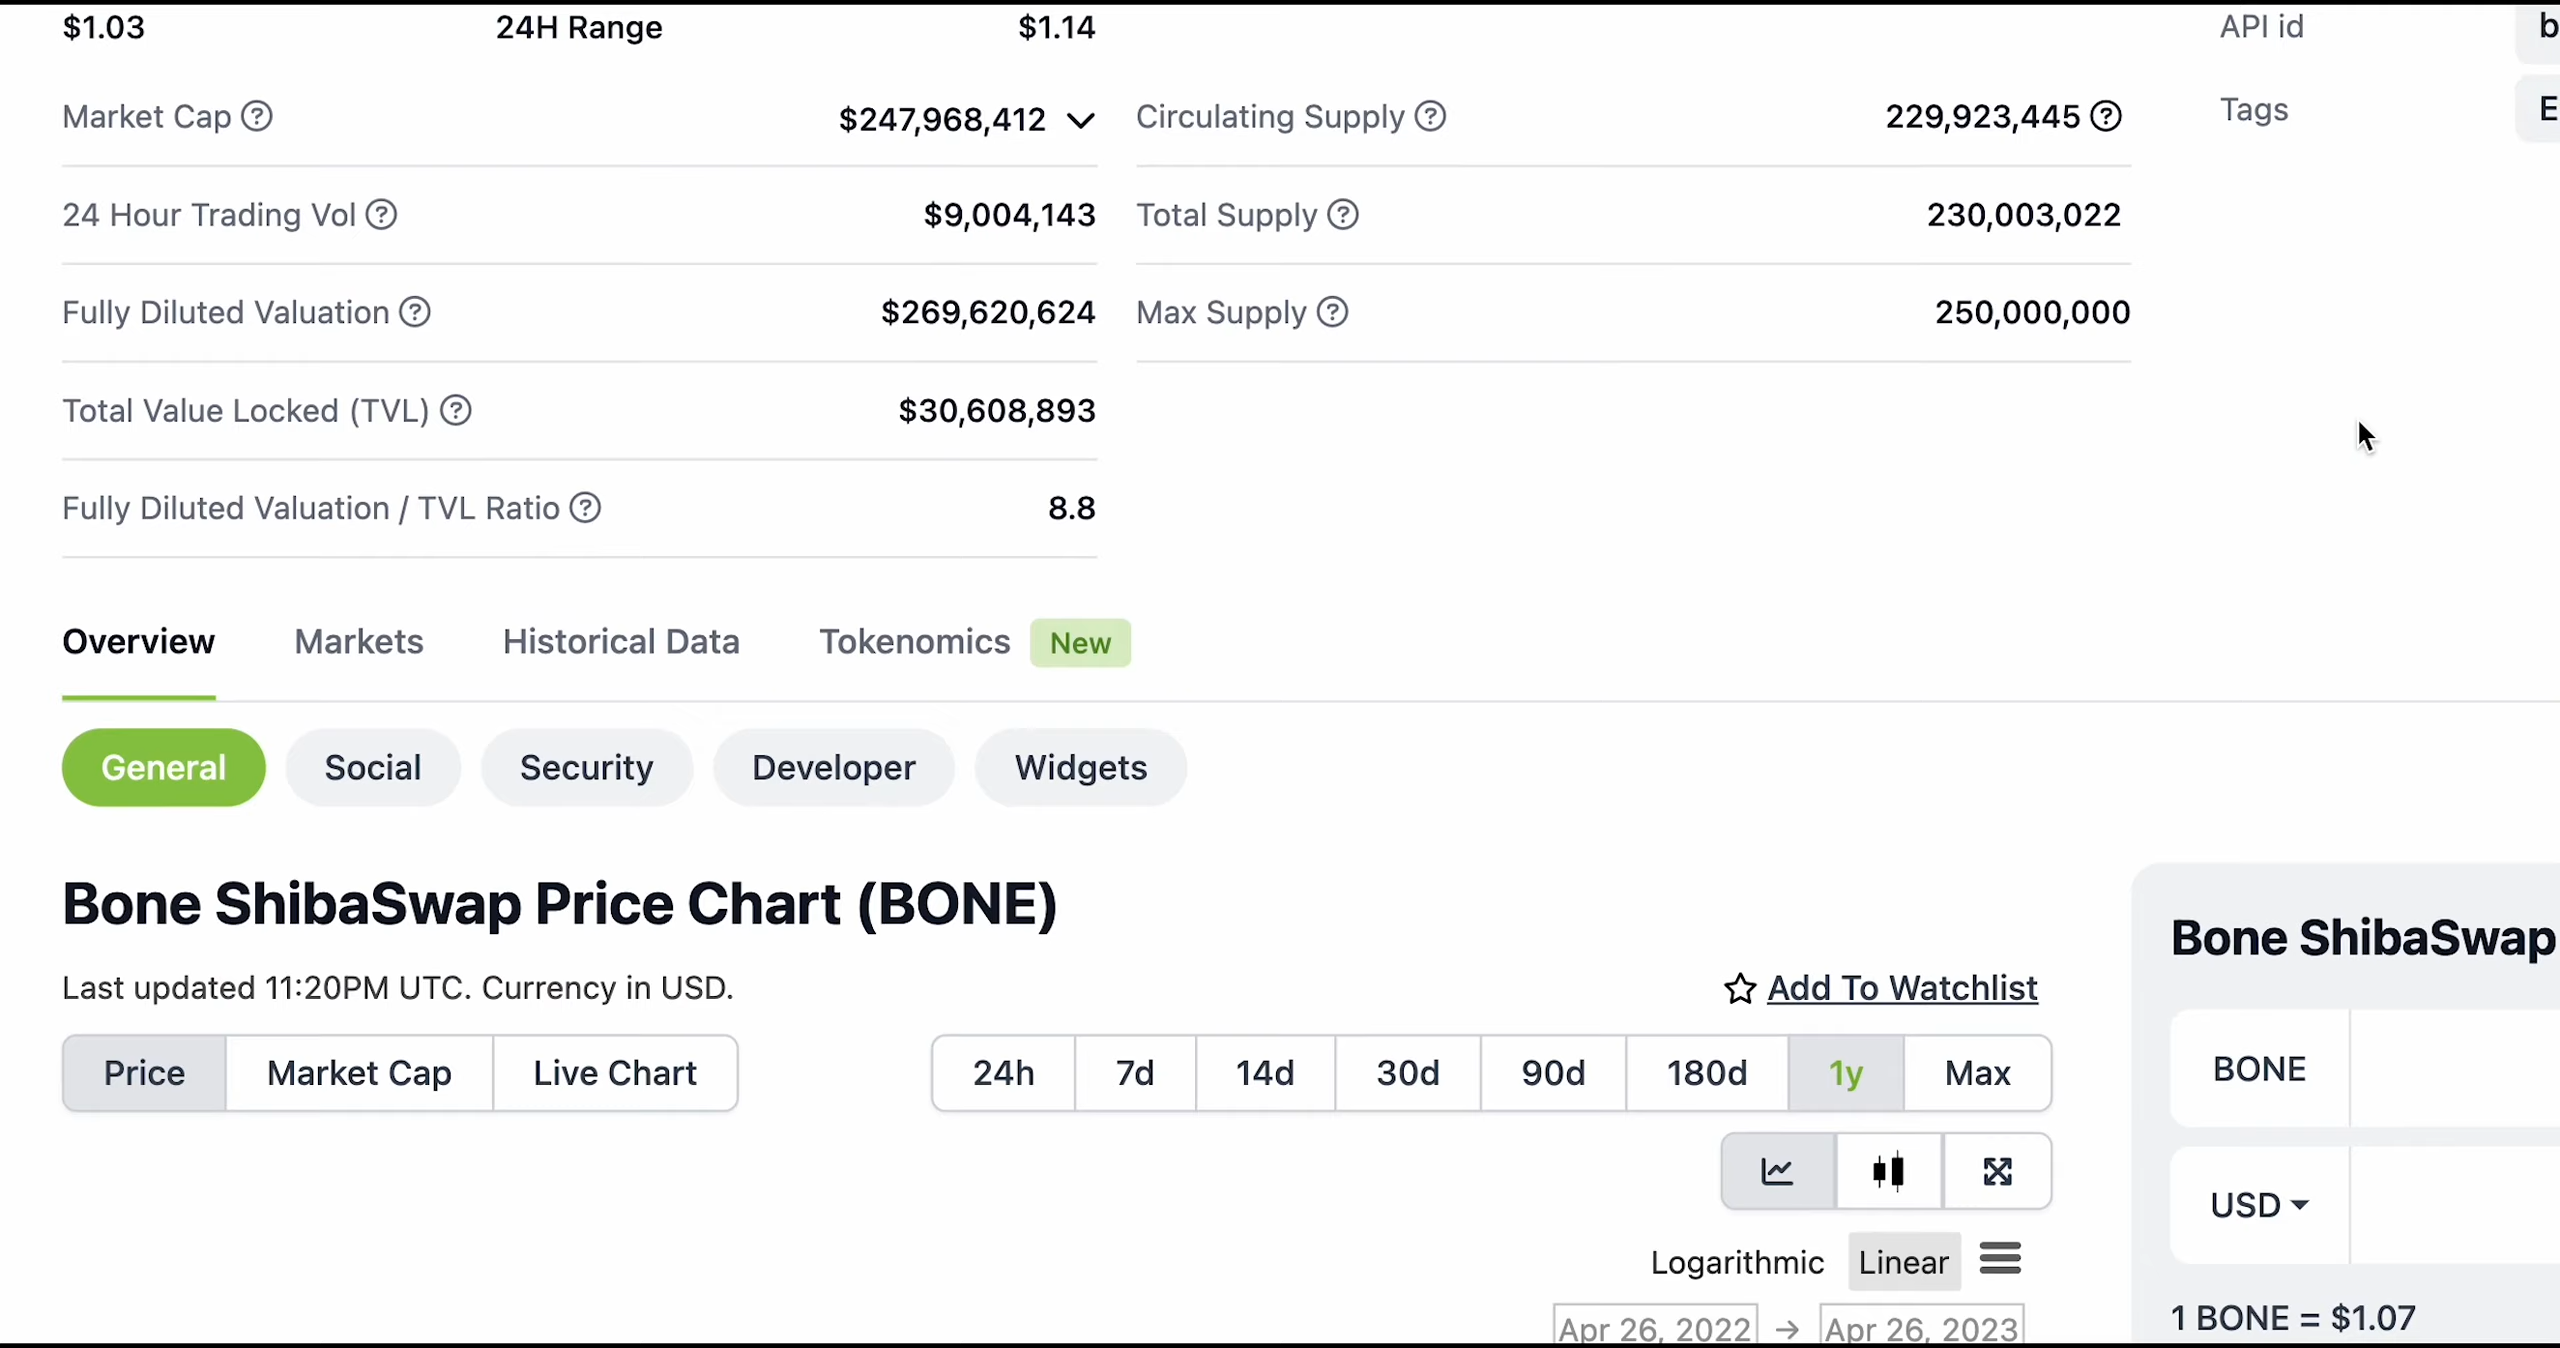 $1.03 24H Range $1.14
API id b
Market Cap $247,968,412 Circulating Supply 229,923,445
Tags E
24 Hour Trading Vol $9,004,143 Total Supply 230,003,022
Fully Diluted Valuation $269,620,624 Max Supply 250,000,000
Total Value Locked (TVL) $30,608,893
Fully Diluted Valuation / TVL Ratio 8.8
Overview Markets Historical Data Tokenomics New
General Social Security Developer Widgets
Bone ShibaSwap Price Chart (BONE)
Last updated 11:20PM UTC. Currency in USD.
Add To Watchlist
Price Market Cap Live Chart 24h 7d 14d 30d 90d 180d 1y Max
Logarithmic Linear
Apr 26, 2022 → Apr 26, 2023
Bone ShibaSwap
BONE
USD
1 BONE = $1.07